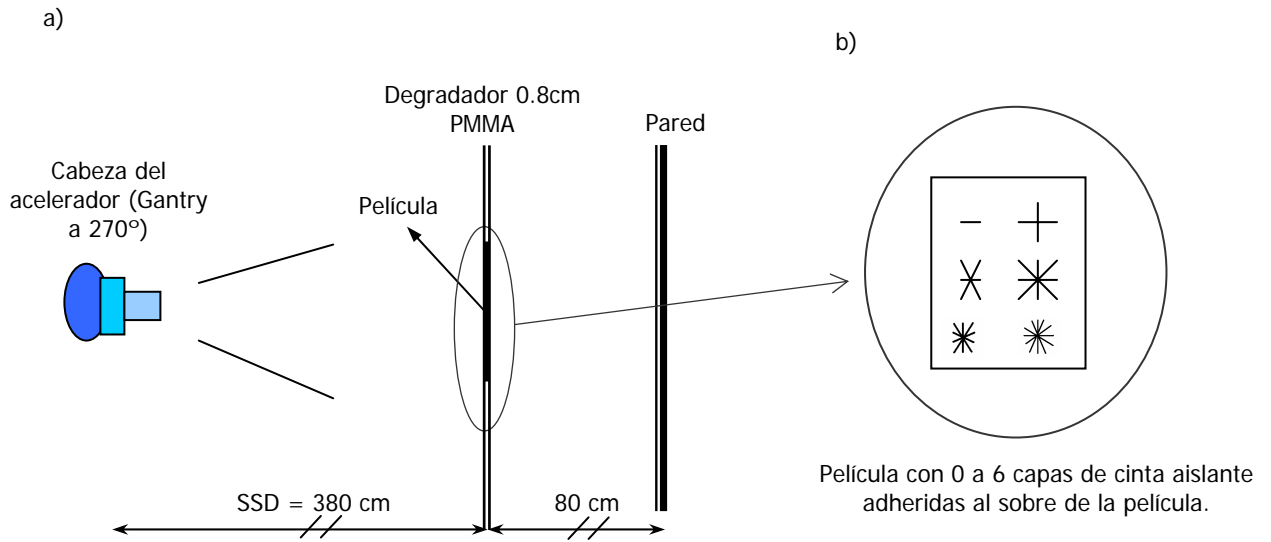 a)
b)
Degradador 0.8cm
PMMA
Pared
Cabeza del
acelerador (Gantry
a 270º)
Película
SSD = 380 cm
80 cm
Película con 0 a 6 capas de cinta aislante
adheridas al sobre de la película.